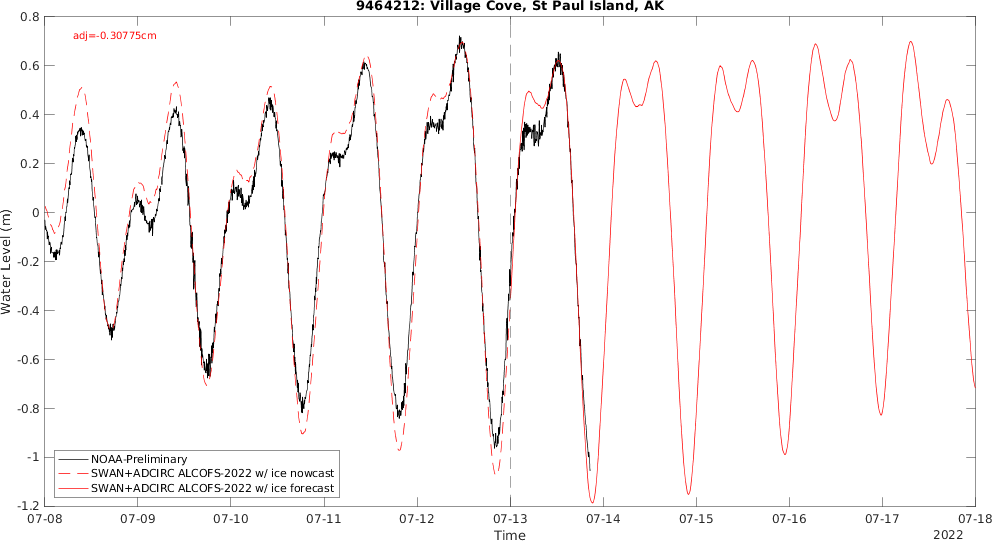 9464212: Village Cove, St Paul Island, AK
adj=-0.30775cm
Water Level (m)
0.8
0.6
0.4
0.2
0
-0.2
-0.4
-0.6
-0.8
-1
-1.2
NOAA-Preliminary
SWAN+ADCIRC ALCOFS-2022 w/ ice nowcast
SWAN+ADCIRC ALCOFS-2022 w/ ice forecast
07-08 07-09 07-10 07-11 07-12 07-13 07-14 07-15 07-16 07-17 07-18
Time
2022